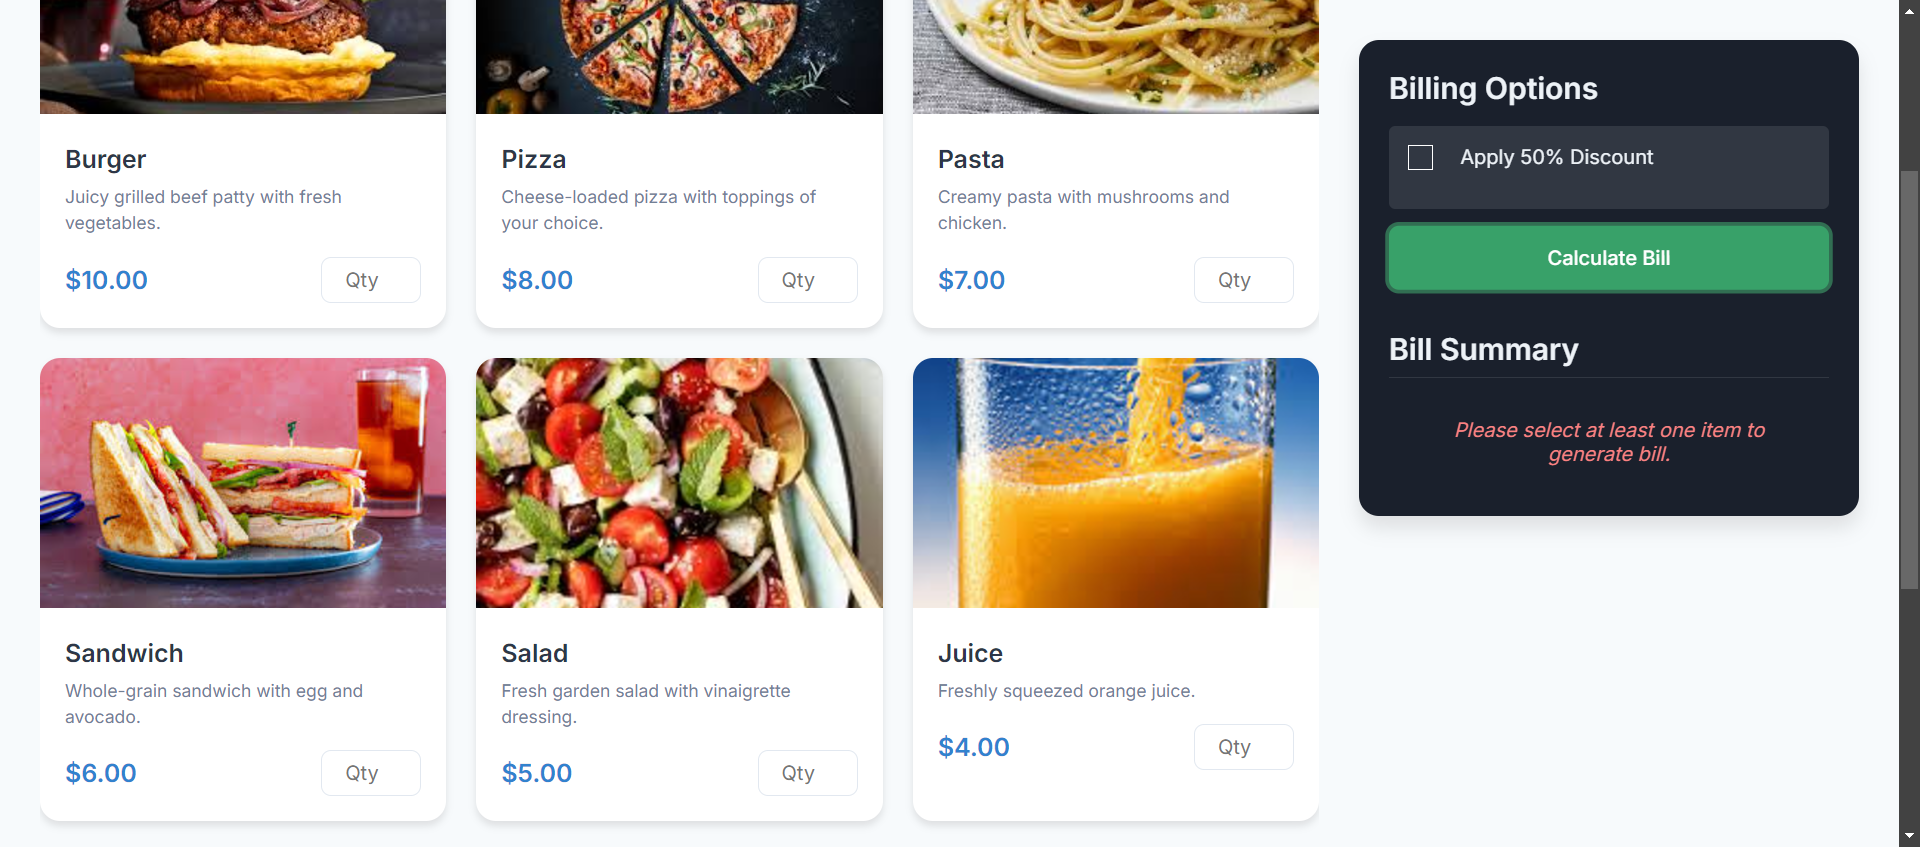 Burger
Juicy grilled beef patty with fresh
vegetables.
$10.00
Qty
Pizza
Cheese-loaded pizza with toppings of
your choice.
$8.00
Qty
Pasta
Creamy pasta with mushrooms and
chicken.
$7.00
Qty
Sandwich
Whole-grain sandwich with egg and
avocado.
$6.00
Qty
Salad
Fresh garden salad with vinaigrette
dressing.
$5.00
Qty
Juice
Freshly squeezed orange juice.
$4.00
Qty
Billing Options
Apply 50% Discount
Calculate Bill
Bill Summary
Please select at least one item to
generate bill.